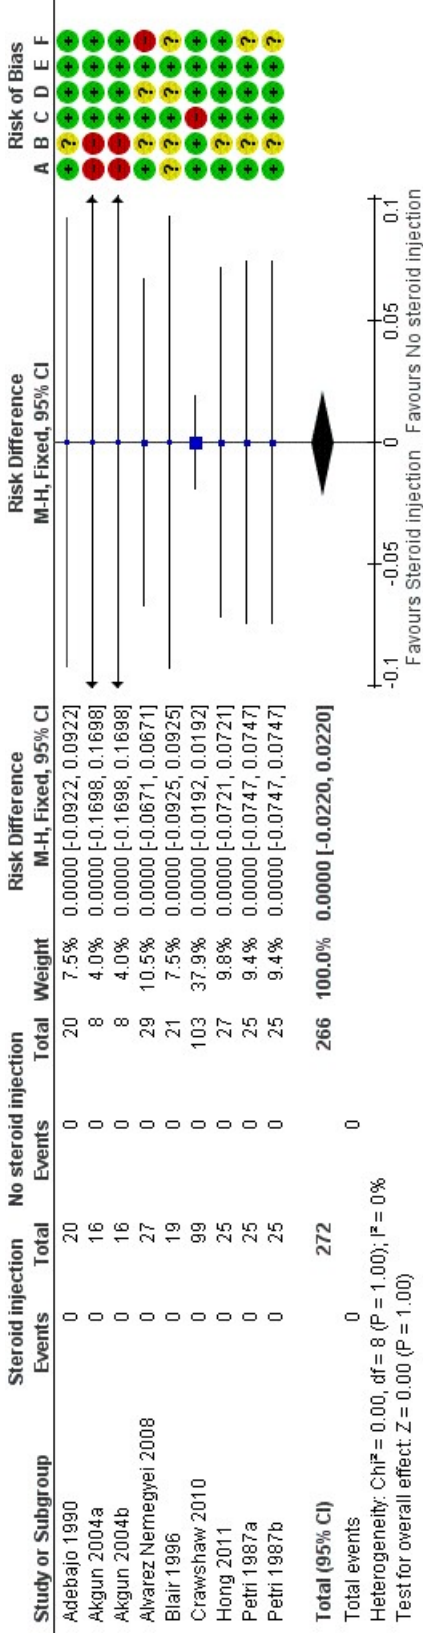 Steroid injection No steroid injection Risk Difference Risk Difference Risk of Bias
Study or Subgroup Events Total Events Total Weight M-H, Fixed, 95% CI M-H, Fixed, 95% CI A B C D E F
Adebajo 1990 0 20 0 20 7.5% 0.0000 [-0.0922, 0.0922] + ? + + + +
Akgun 2004a 0 16 0 8 4.0% 0.0000 [-0.1698, 0.1698] - - + + + +
Akgun 2004b 0 16 0 8 4.0% 0.0000 [-0.1698, 0.1698] - - + + + +
Alvarez Nemegyei 2008 0 27 0 29 10.5% 0.0000 [-0.0671, 0.0671] + + + ? + -
Blair 1996 0 19 0 21 7.5% 0.0000 [-0.0925, 0.0925] ? ? + ? + ?
Crawshaw 2010 0 99 0 103 37.9% 0.0000 [-0.0192, 0.0192] + + - + + +
Hong 2011 0 25 0 27 9.8% 0.0000 [-0.0721, 0.0721] + ? + + + +
Petri 1987a 0 25 0 25 9.4% 0.0000 [-0.0747, 0.0747] + ? + + + ?
Petri 1987b 0 25 0 25 9.4% 0.0000 [-0.0747, 0.0747] + ? + + + ?
Total (95% CI) 272 266 100.0% 0.0000 [-0.0220, 0.0220]
Total events 0 0
Heterogeneity: Chi² = 0.00, df = 8 (P = 1.00); I² = 0%
Test for overall effect: Z = 0.00 (P = 1.00)
-0.1 -0.05 0 0.05 0.1
Favours Steroid injection Favours No steroid injection